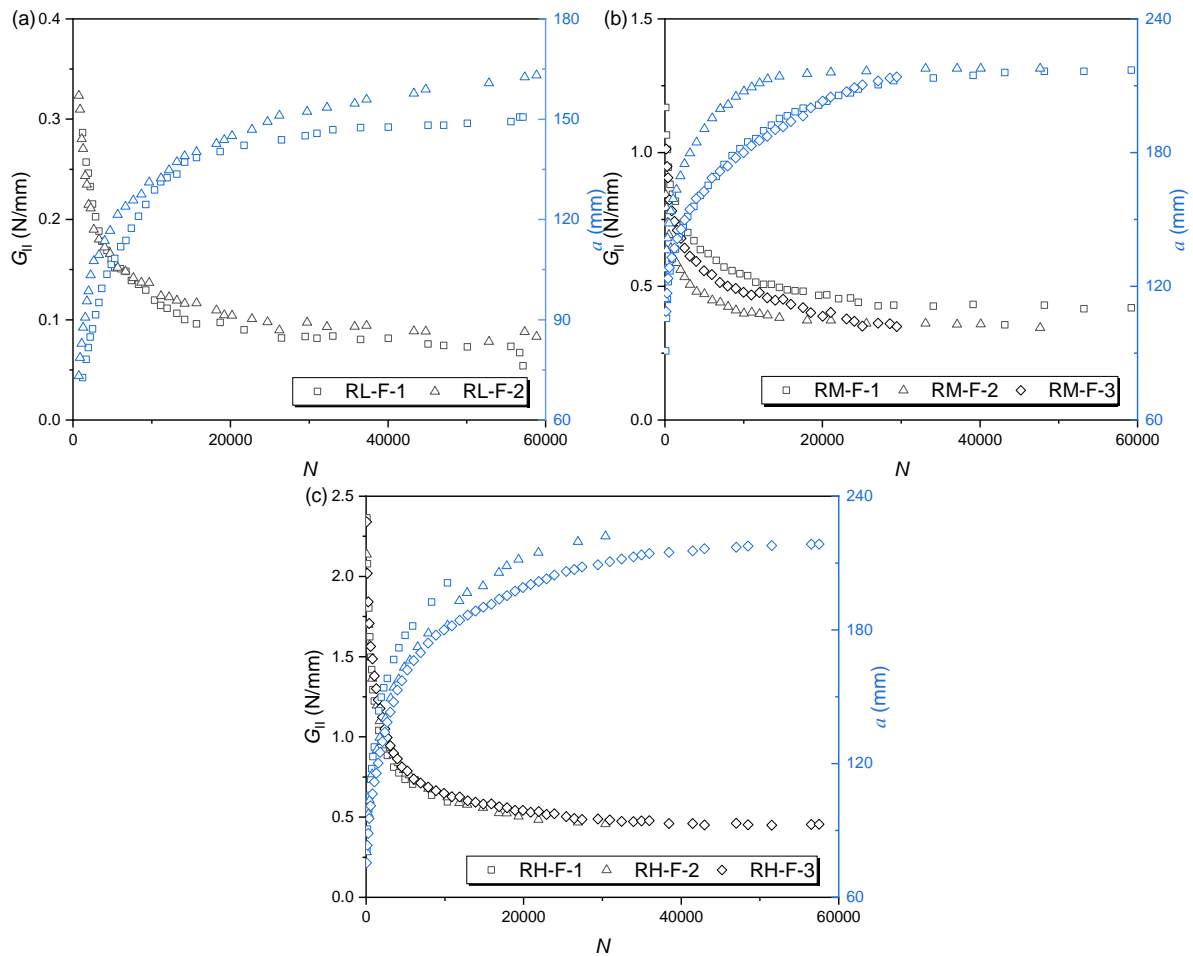 (a)
0.4
0.3
0.2
0.1
0.0
G_II (N/mm)
180
150
120
90
60
a (mm)
RL-F-1 RL-F-2
0 20000 40000 60000
N
(b)
1.5
1.0
0.5
0.0
G_II (N/mm)
240
180
120
60
a (mm)
RM-F-1 RM-F-2 RM-F-3
0 20000 40000 60000
N
(c)
2.5
2.0
1.5
1.0
0.5
0.0
G_II (N/mm)
240
180
120
60
a (mm)
RH-F-1 RH-F-2 RH-F-3
0 20000 40000 60000
N